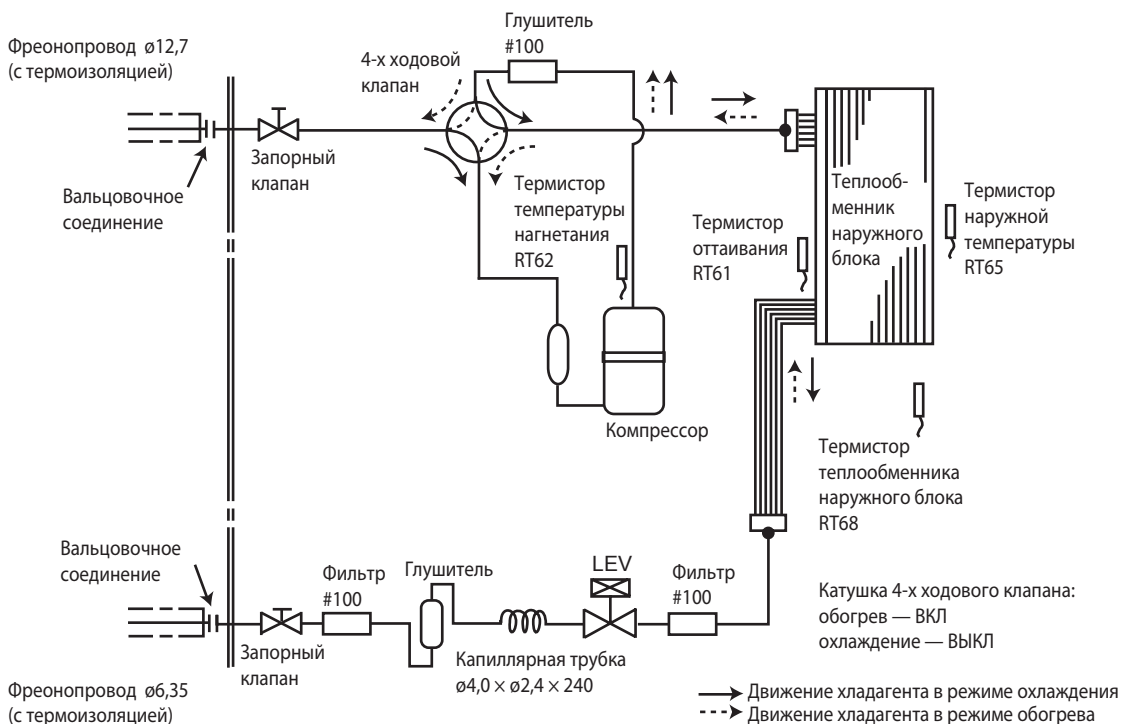 Фреонопровод ø12,7
(с термоизоляцией)
Глушитель
#100
4-х ходовой
клапан
Запорный
клапан
Вальцовочное
соединение
Термистор
температуры
нагнетания
RT62
Компрессор
Термистор
оттаивания
RT61
Теплооб-
менник
наружного
блока
Термистор
наружной
температуры
RT65
Термистор
теплообменника
наружного блока
RT68
Вальцовочное
соединение
Запорный
клапан
Фильтр
#100
Глушитель
Капиллярная трубка
ø4,0 × ø2,4 × 240
LEV
Фильтр
#100
Катушка 4-х ходового клапана:
обогрев — ВКЛ
охлаждение — ВЫКЛ
Фреонопровод ø6,35
(с термоизоляцией)
Движение хладагента в режиме охлаждения
Движение хладагента в режиме обогрева